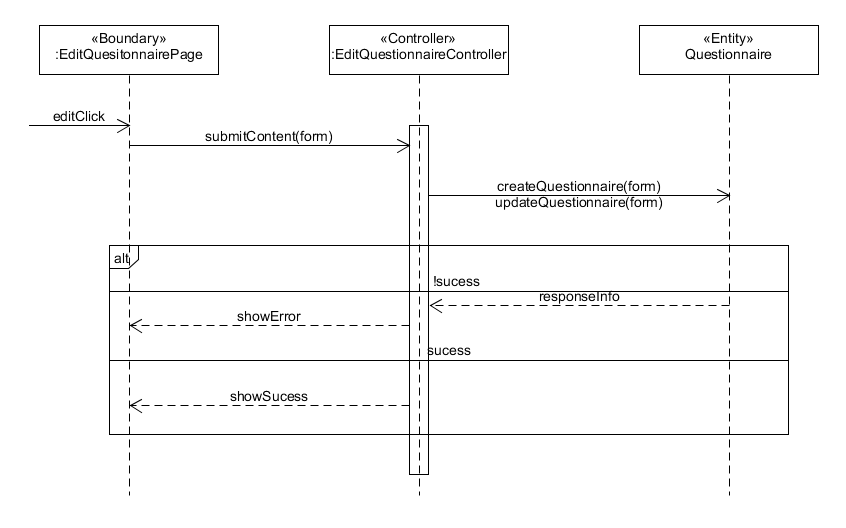 «Boundary»
:EditQuesitonnairePage
«Controller»
:EditQuestionnaireController
«Entity»
Questionnaire
editClick
submitContent(form)
createQuestionnaire(form)
updateQuestionnaire(form)
alt
!sucess
responseInfo
showError
sucess
showSucess